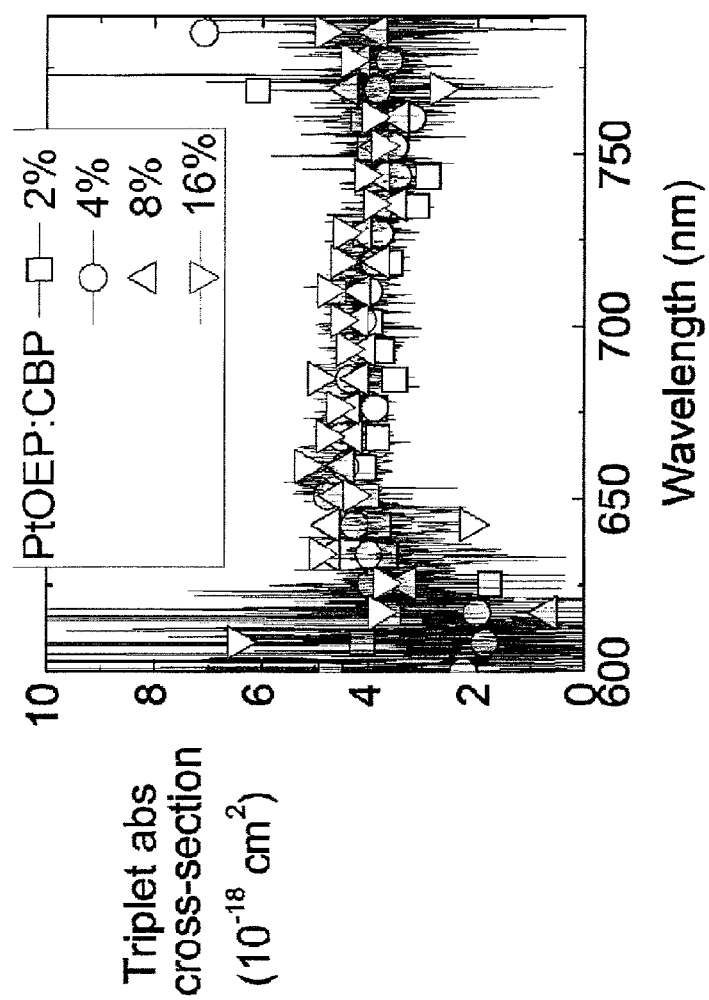 PtOEP:CBP
2%
4%
8%
16%
10
8
6
4
2
0
600
650
700
750
Wavelength (nm)
Triplet abs
cross-section
(10⁻¹⁸ cm²)